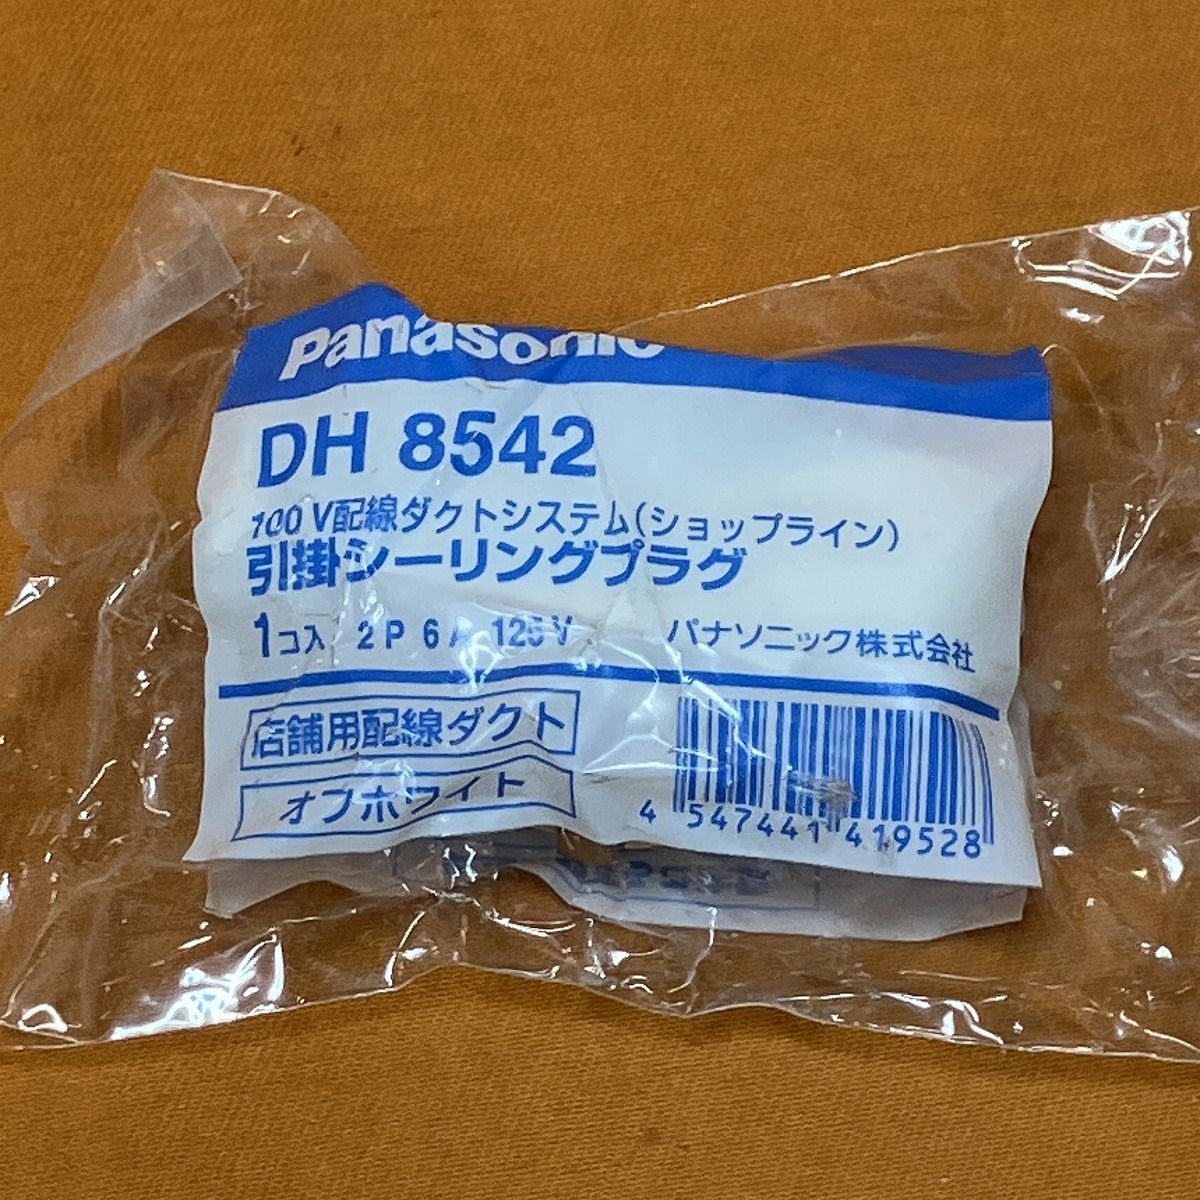 Panasonic
DH 8542
100V配線ダクトシステム(ショップライン)
引掛シーリングプラグ
1コ入 2P 6A 125V パナソニック株式会社
店舗用配線ダクト
オフホワイト
4 547441 419528